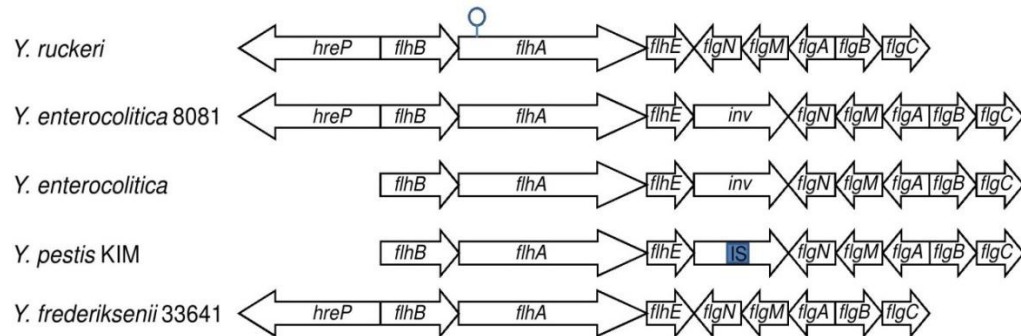 Y. ruckeri hreP flhB flhA flhE flgN flgM flgA flgB flgC
Y. enterocolitica 8081 hreP flhB flhA flhE inv flgN flgM flgA flgB flgC
Y. enterocolitica flhB flhA flhE inv flgN flgM flgA flgB flgC
Y. pestis KIM flhB flhA flhE IS flgN flgM flgA flgB flgC
Y. frederiksenii 33641 hreP flhB flhA flhE flgN flgM flgA flgB flgC